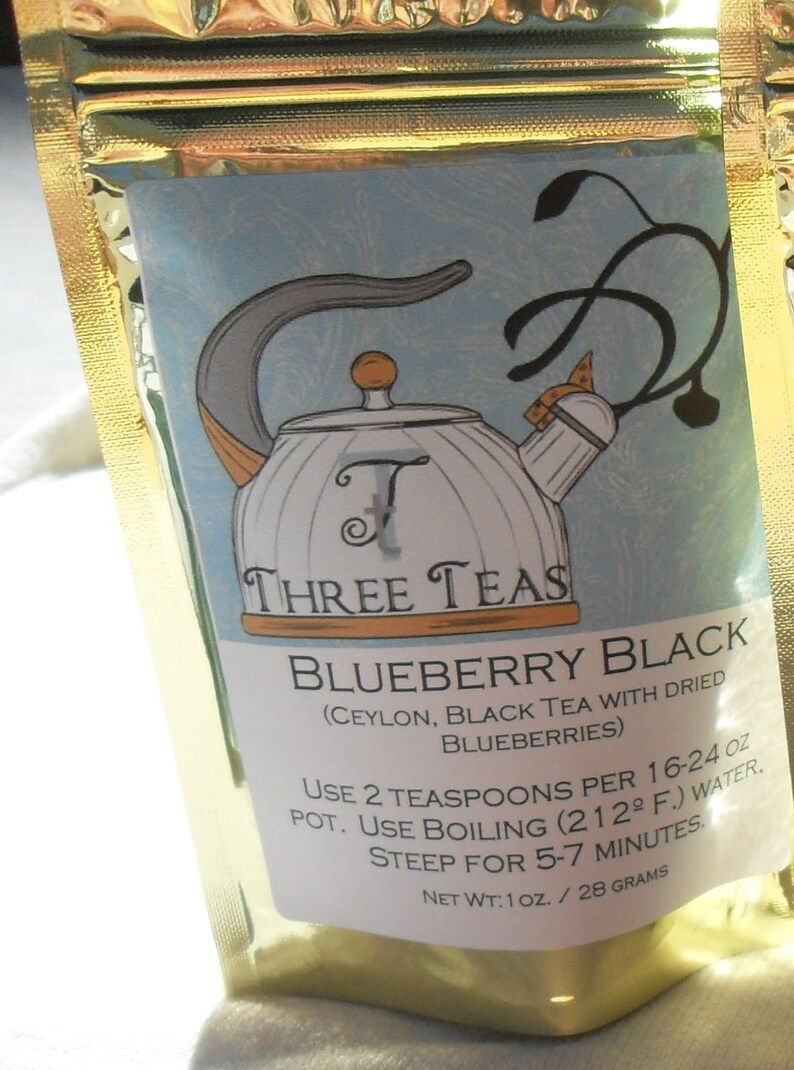 T
t
THREE TEAS
BLUEBERRY BLACK
(CEYLON, BLACK TEA WITH DRIED
BLUEBERRIES)
USE 2 TEASPOONS PER 16-24 OZ
POT. USE BOILING (212º F.) WATER.
STEEP FOR 5-7 MINUTES.
NET WT: 1 OZ. / 28 GRAMS